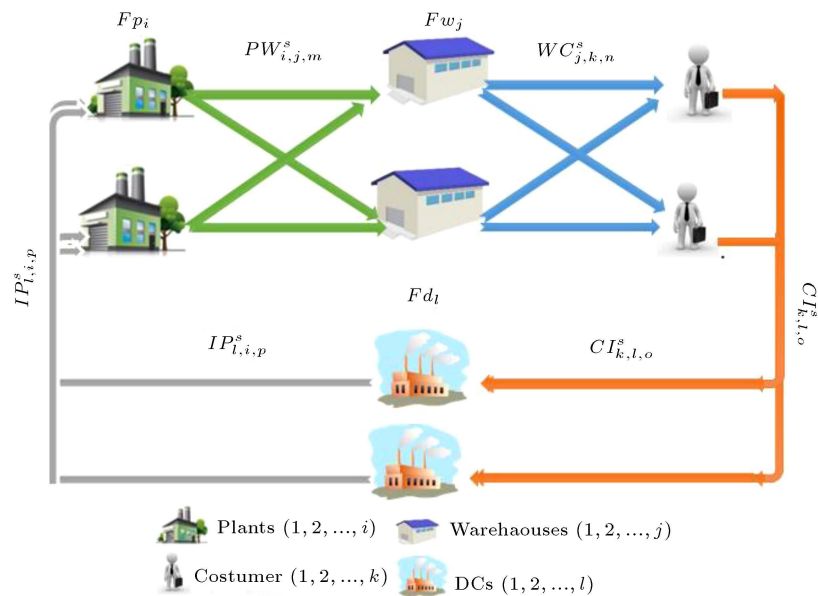 Fp_i
Fw_j
PW^s_{i,j,m}
WC^s_{j,k,n}
IP^s_{l,i,p}
CI^s_{k,l,o}
Fd_l
IP^s_{l,i,p}
CI^s_{k,l,o}
Plants (1, 2, ..., i)
Warehaouses (1, 2, ..., j)
Costumer (1, 2, ..., k)
DCs (1, 2, ..., l)